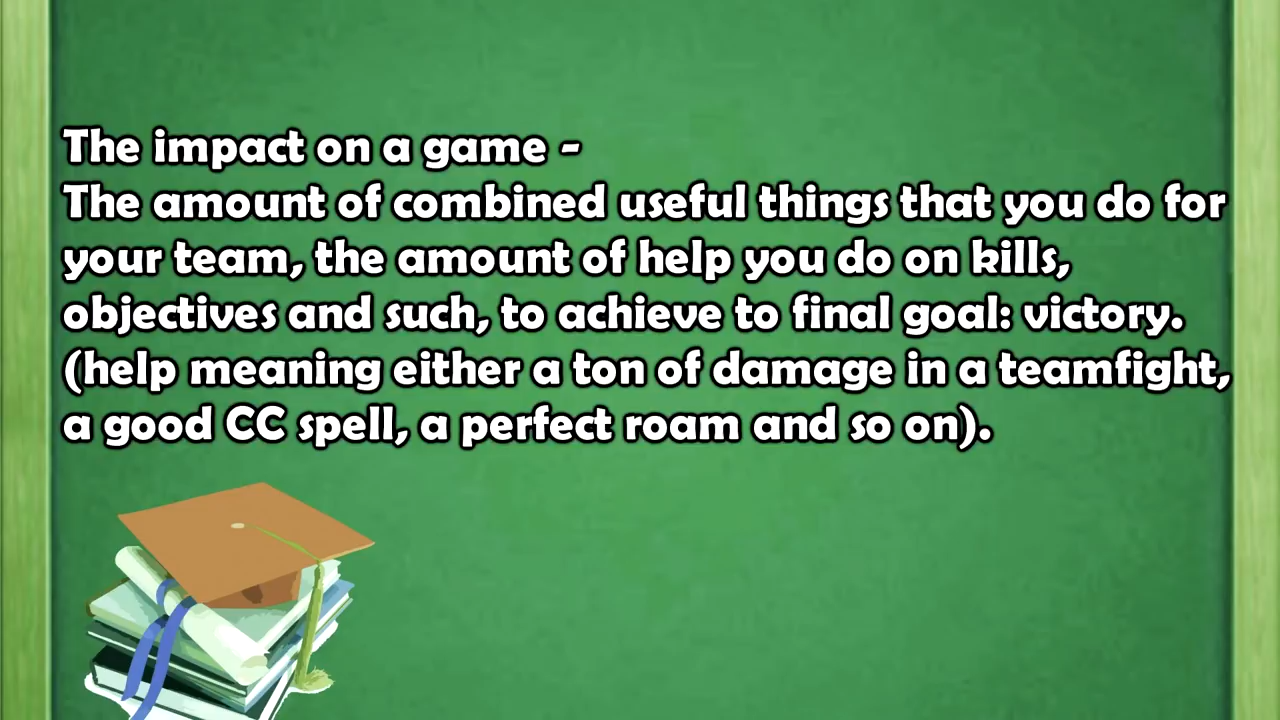 The impact on a game -
The amount of combined useful things that you do for
your team, the amount of help you do on kills,
objectives and such, to achieve to final goal: victory.
(help meaning either a ton of damage in a teamfight,
a good CC spell, a perfect roam and so on).